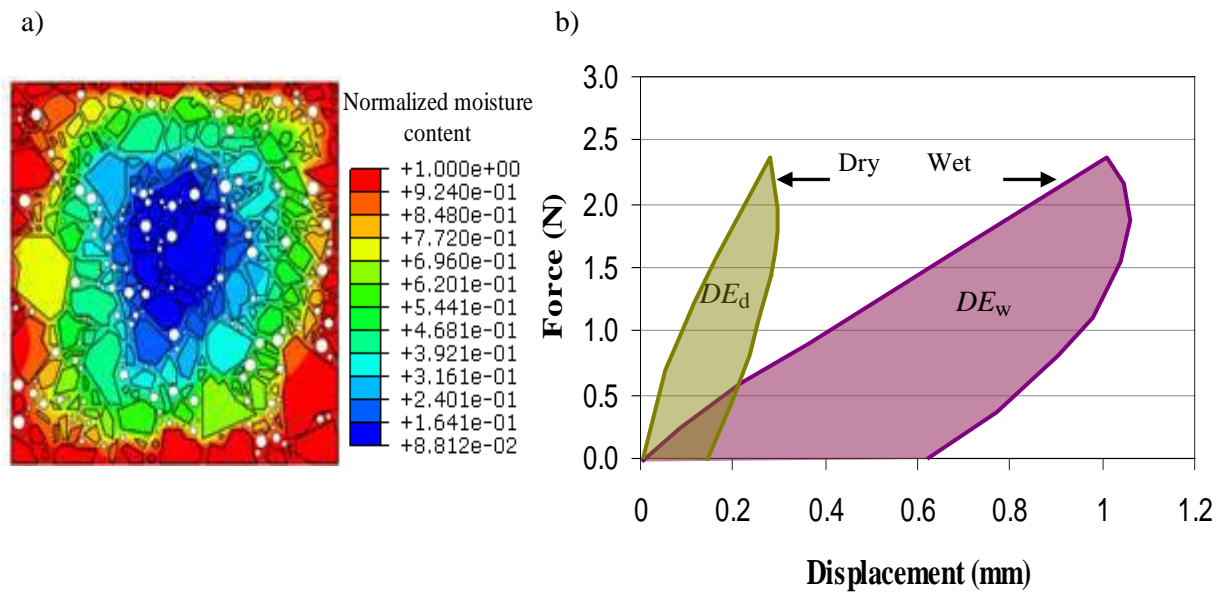 a)
b)
Normalized moisture
content
+1.000e+00
+9.240e-01
+8.480e-01
+7.720e-01
+6.960e-01
+6.201e-01
+5.441e-01
+4.681e-01
+3.921e-01
+3.161e-01
+2.401e-01
+1.641e-01
+8.812e-02
Force (N)
3.0
2.5
2.0
1.5
1.0
0.5
0.0
Dry Wet
DEd
DEw
0 0.2 0.4 0.6 0.8 1 1.2
Displacement (mm)